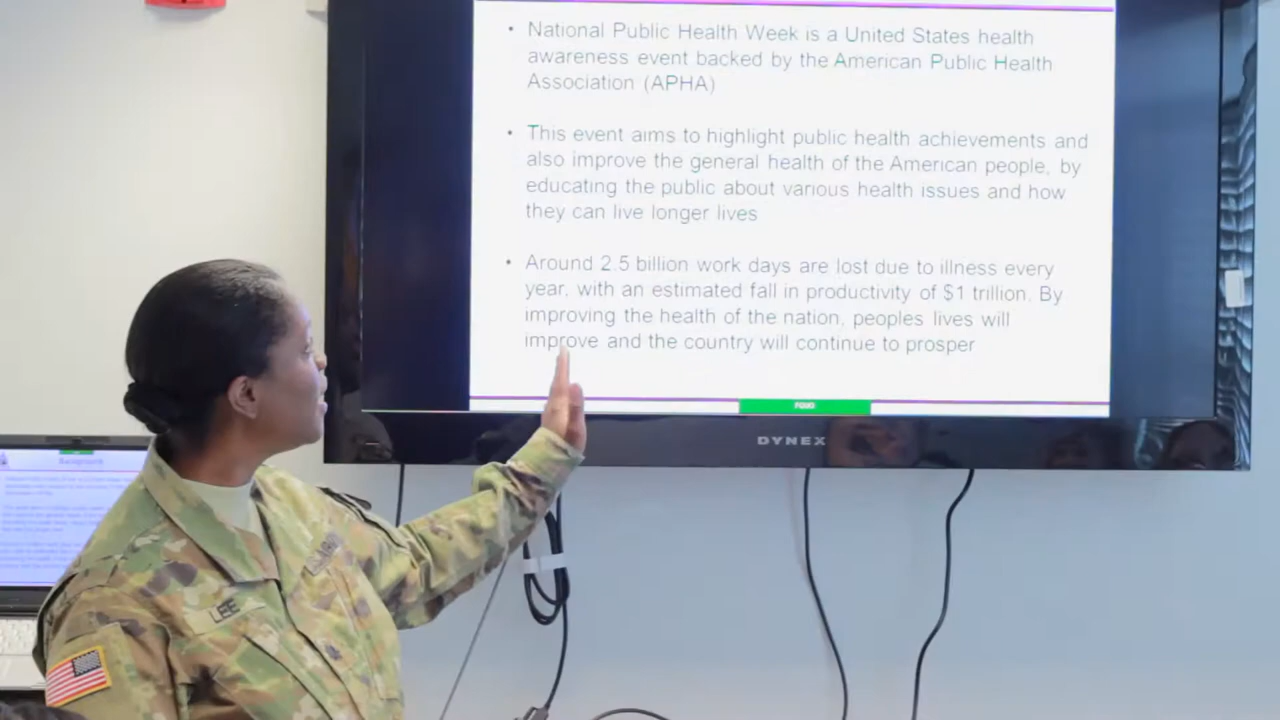 • National Public Health Week is a United States health
awareness event backed by the American Public Health
Association (APHA)
• This event aims to highlight public health achievements and
also improve the general health of the American people, by
educating the public about various health issues and how
they can live longer lives
• Around 2.5 billion work days are lost due to illness every
year, with an estimated fall in productivity of $1 trillion. By
improving the health of the nation, peoples lives will
improve and the country will continue to prosper
FOUO
DYNEX
Background
LEE